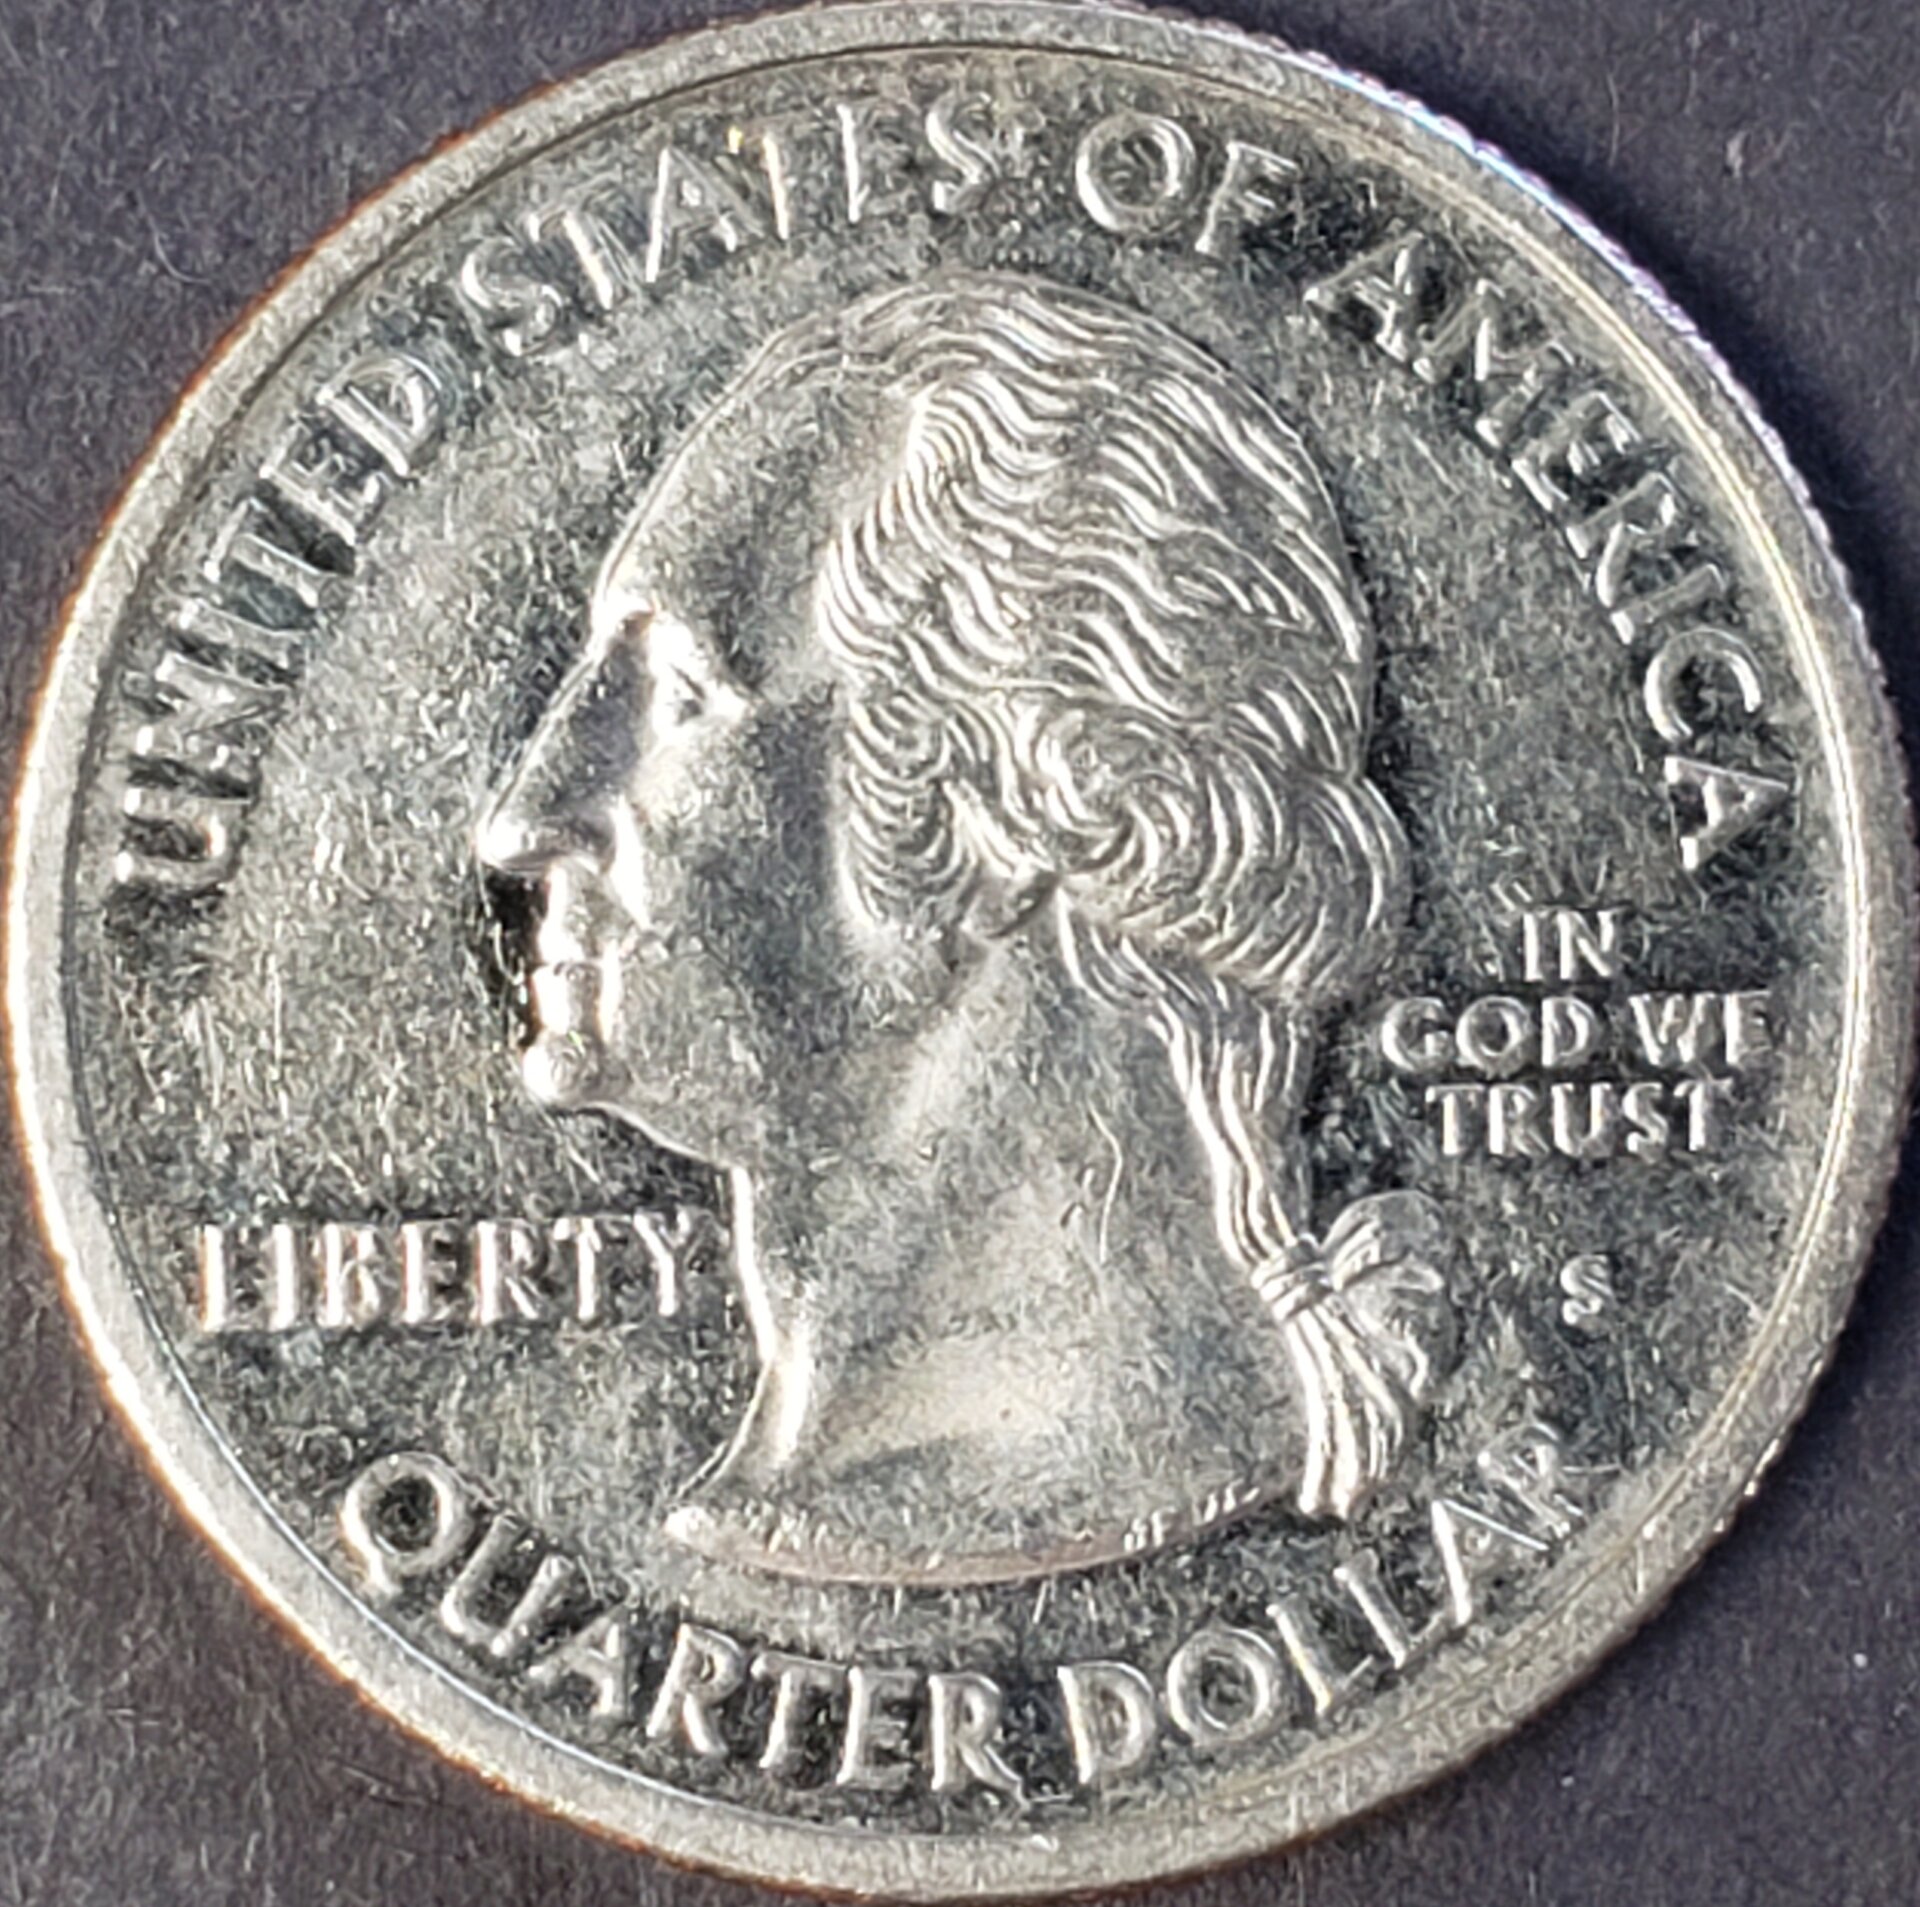 UNITED STATES OF AMERICA
LIBERTY
IN
GOD WE
TRUST
S
QUARTER DOLLAR